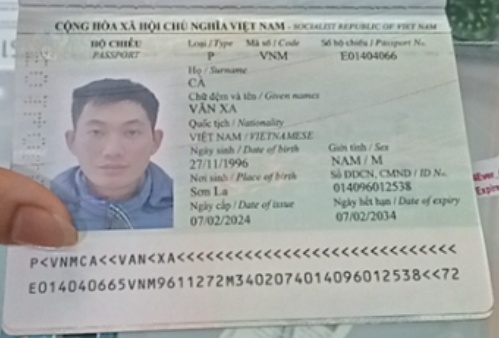 CỘNG HÒA XÃ HỘI CHỦ NGHĨA VIỆT NAM - SOCIALIST REPUBLIC OF VIET NAM
HỘ CHIẾU
PASSPORT
Loại / Type Mã số / Code Số hộ chiếu / Passport No.
P VNM E01404066
Họ / Surname
CÀ
Chữ đệm và tên / Given names
VĂN XA
Quốc tịch / Nationality
VIỆT NAM / VIETNAMESE
Ngày sinh / Date of birth Giới tính / Sex
27/11/1996 NAM / M
Nơi sinh / Place of birth Số ĐDCN, CMND / ID No.
Sơn La 014096012538
Ngày cấp / Date of issue Ngày hết hạn / Date of expiry
07/02/2024 07/02/2034
P<VNMCA<<VAN<XA<<<<<<<<<<<<<<<<<<<<<<<<<<<<<
E014040665VNM9611272M3402074014096012538<<72
Expire